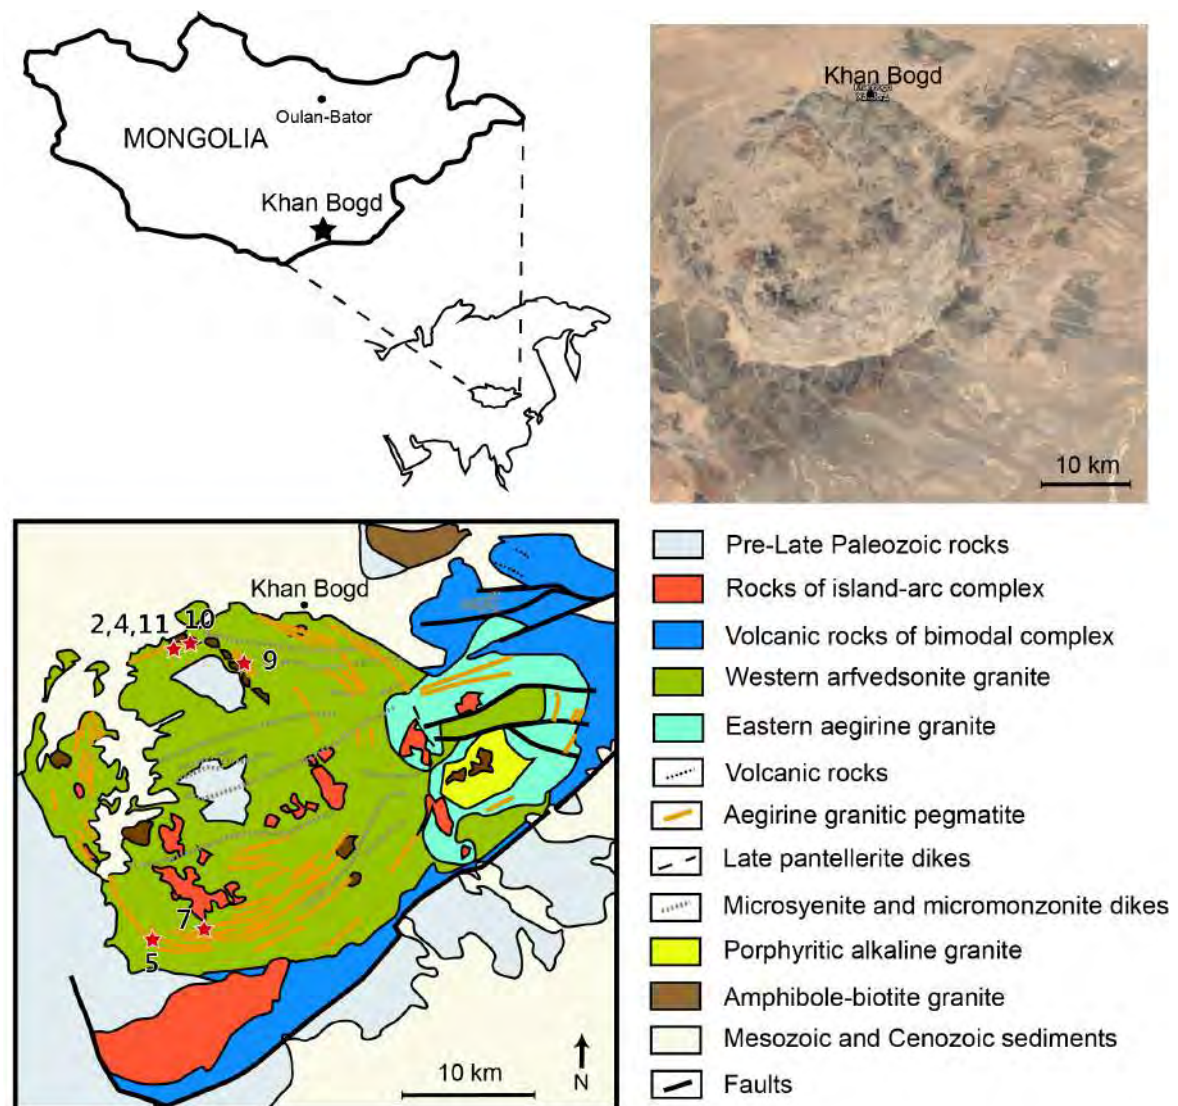 Oulan-Bator
MONGOLIA
Khan Bogd
Khan Bogd
10 km
Khan Bogd
2,4,11
10
9
7
5
10 km
N
Pre-Late Paleozoic rocks
Rocks of island-arc complex
Volcanic rocks of bimodal complex
Western arfvedsonite granite
Eastern aegirine granite
Volcanic rocks
Aegirine granitic pegmatite
Late pantellerite dikes
Microsyenite and micromonzonite dikes
Porphyritic alkaline granite
Amphibole-biotite granite
Mesozoic and Cenozoic sediments
Faults